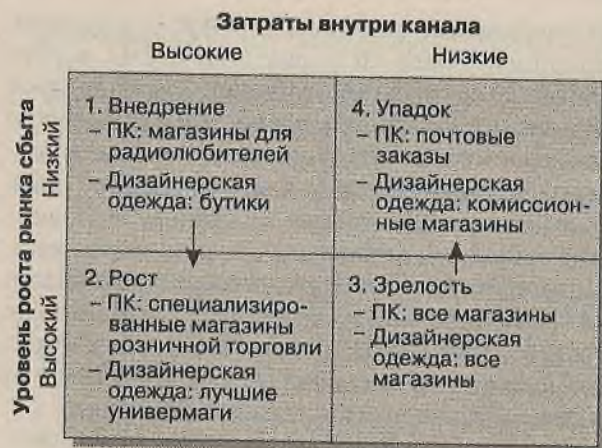 Затраты внутри канала
Высокие
Низкие
Уровень роста рынка сбыта
Низкий
Высокий
1. Внедрение
– ПК: магазины для
радиолюбителей
– Дизайнерская
одежда: бутики
4. Упадок
– ПК: почтовые
заказы
– Дизайнерская
одежда: комиссион-
ные магазины
2. Рост
– ПК: специализиро-
ванные магазины
розничной торговли
– Дизайнерская
одежда: лучшие
универмаги
3. Зрелость
– ПК: все магазины
– Дизайнерская
одежда: все
магазины